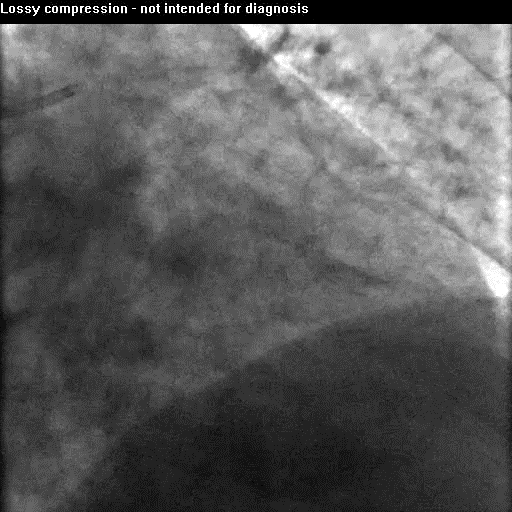 Lossy compression - not intended for diagnosis